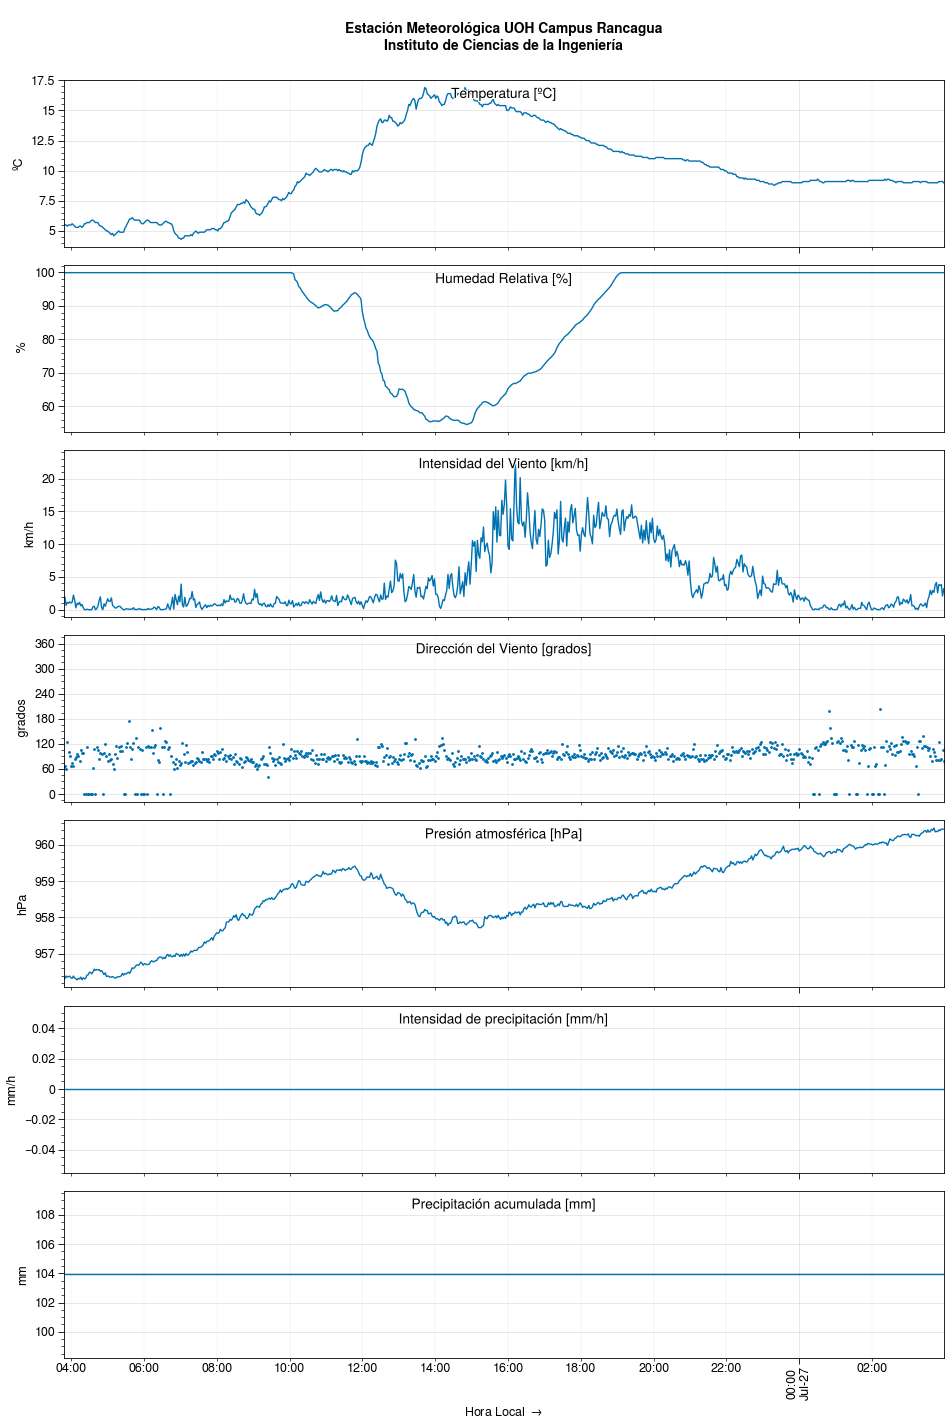 Estación Meteorológica UOH Campus Rancagua
Instituto de Ciencias de la Ingeniería
Temperatura [ºC]
17.5
15
12.5
10
7.5
5
ºC
Humedad Relativa [%]
100
90
80
70
60
%
Intensidad del Viento [km/h]
20
15
10
5
0
km/h
Dirección del Viento [grados]
360
300
240
180
120
60
0
grados
Presión atmosférica [hPa]
960
959
958
957
hPa
Intensidad de precipitación [mm/h]
0.04
0.02
0
−0.02
−0.04
mm/h
Precipitación acumulada [mm]
108
106
104
102
100
mm
04:00 06:00 08:00 10:00 12:00 14:00 16:00 18:00 20:00 22:00 00:00 02:00
Jul-27
Hora Local →